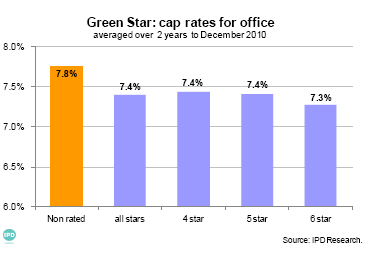 Green Star: cap rates for office
averaged over 2 years to December 2010
8.0%
7.5%
7.0%
6.5%
6.0%
7.8%
7.4%
7.4%
7.4%
7.3%
Non rated
all stars
4 star
5 star
6 star
IPD
Source: IPD Research.